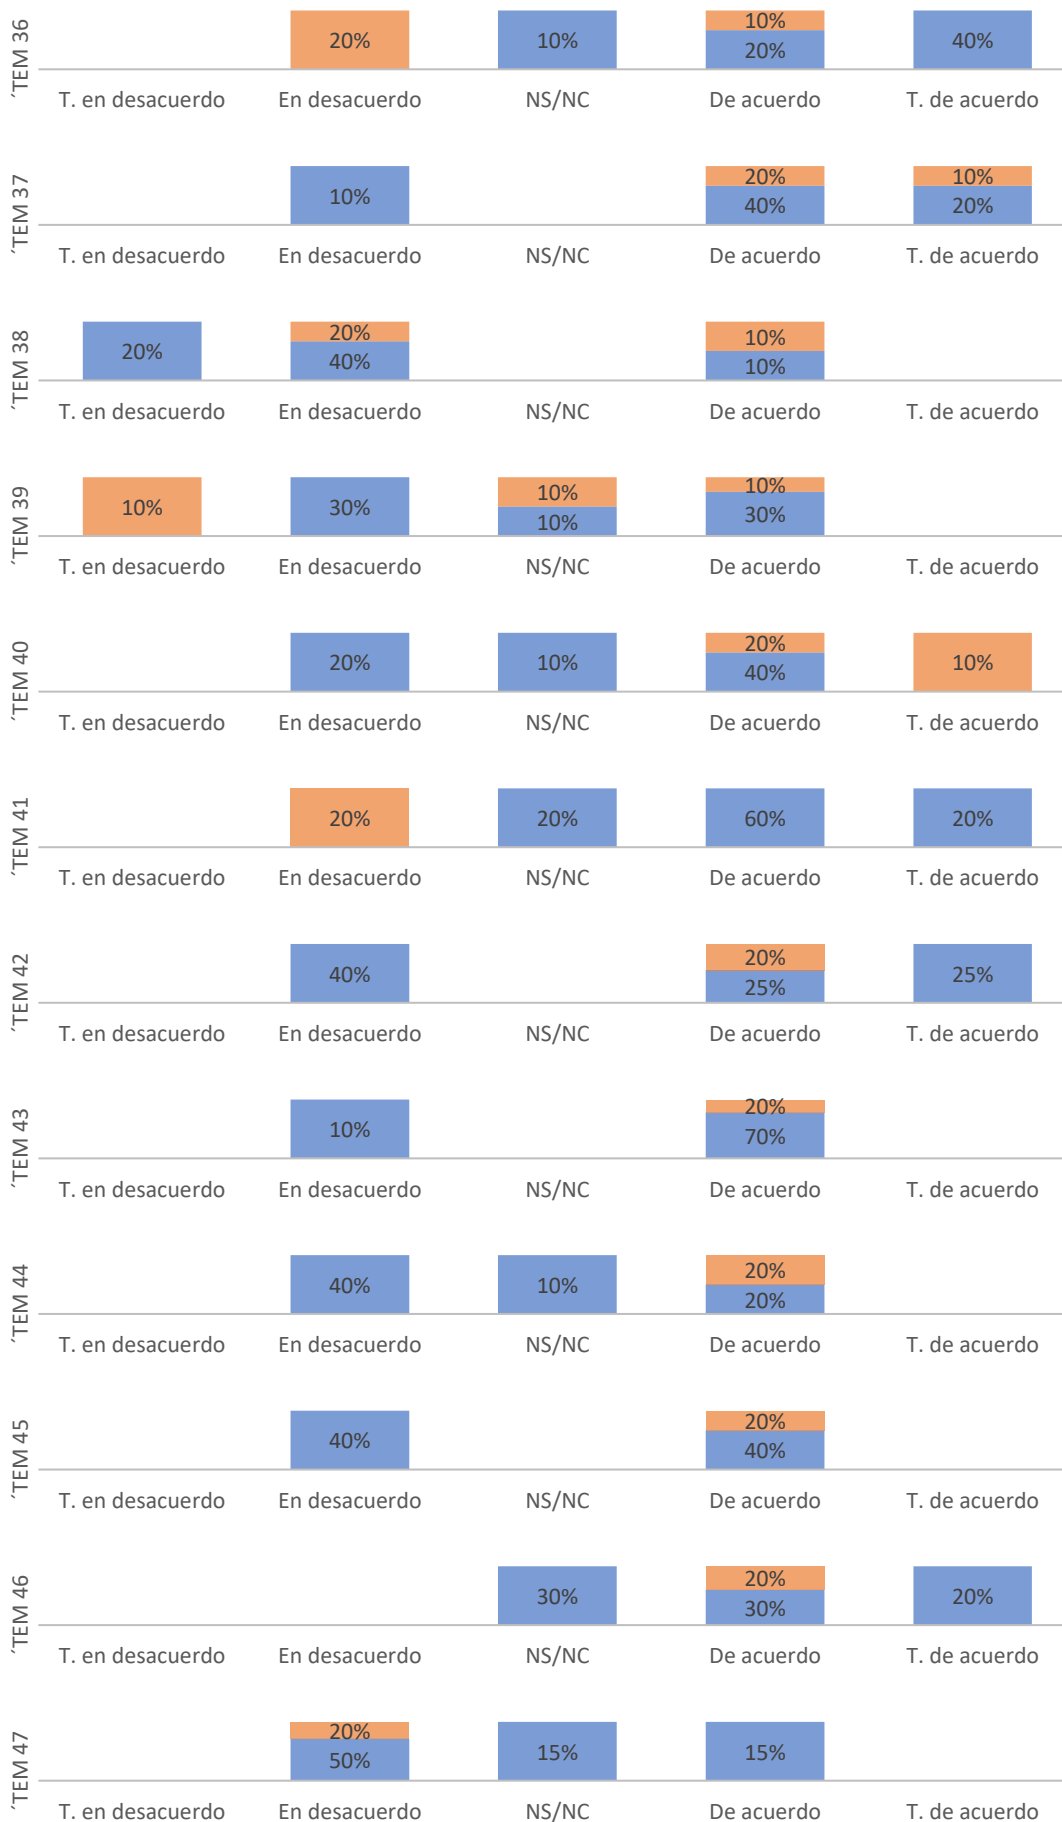 ´TEM 36
20%
10%
10%
20%
40%
T. en desacuerdo En desacuerdo NS/NC De acuerdo T. de acuerdo
´TEM 37
10%
20%
40%
10%
20%
T. en desacuerdo En desacuerdo NS/NC De acuerdo T. de acuerdo
´TEM 38
20%
20%
40%
10%
10%
T. en desacuerdo En desacuerdo NS/NC De acuerdo T. de acuerdo
´TEM 39
10%
30%
10%
10%
10%
30%
T. en desacuerdo En desacuerdo NS/NC De acuerdo T. de acuerdo
´TEM 40
20%
10%
20%
40%
10%
T. en desacuerdo En desacuerdo NS/NC De acuerdo T. de acuerdo
´TEM 41
20%
20%
60%
20%
T. en desacuerdo En desacuerdo NS/NC De acuerdo T. de acuerdo
´TEM 42
40%
20%
25%
25%
T. en desacuerdo En desacuerdo NS/NC De acuerdo T. de acuerdo
´TEM 43
10%
20%
70%
T. en desacuerdo En desacuerdo NS/NC De acuerdo T. de acuerdo
´TEM 44
40%
10%
20%
20%
T. en desacuerdo En desacuerdo NS/NC De acuerdo T. de acuerdo
´TEM 45
40%
20%
40%
T. en desacuerdo En desacuerdo NS/NC De acuerdo T. de acuerdo
´TEM 46
30%
20%
30%
20%
T. en desacuerdo En desacuerdo NS/NC De acuerdo T. de acuerdo
´TEM 47
20%
50%
15%
15%
T. en desacuerdo En desacuerdo NS/NC De acuerdo T. de acuerdo